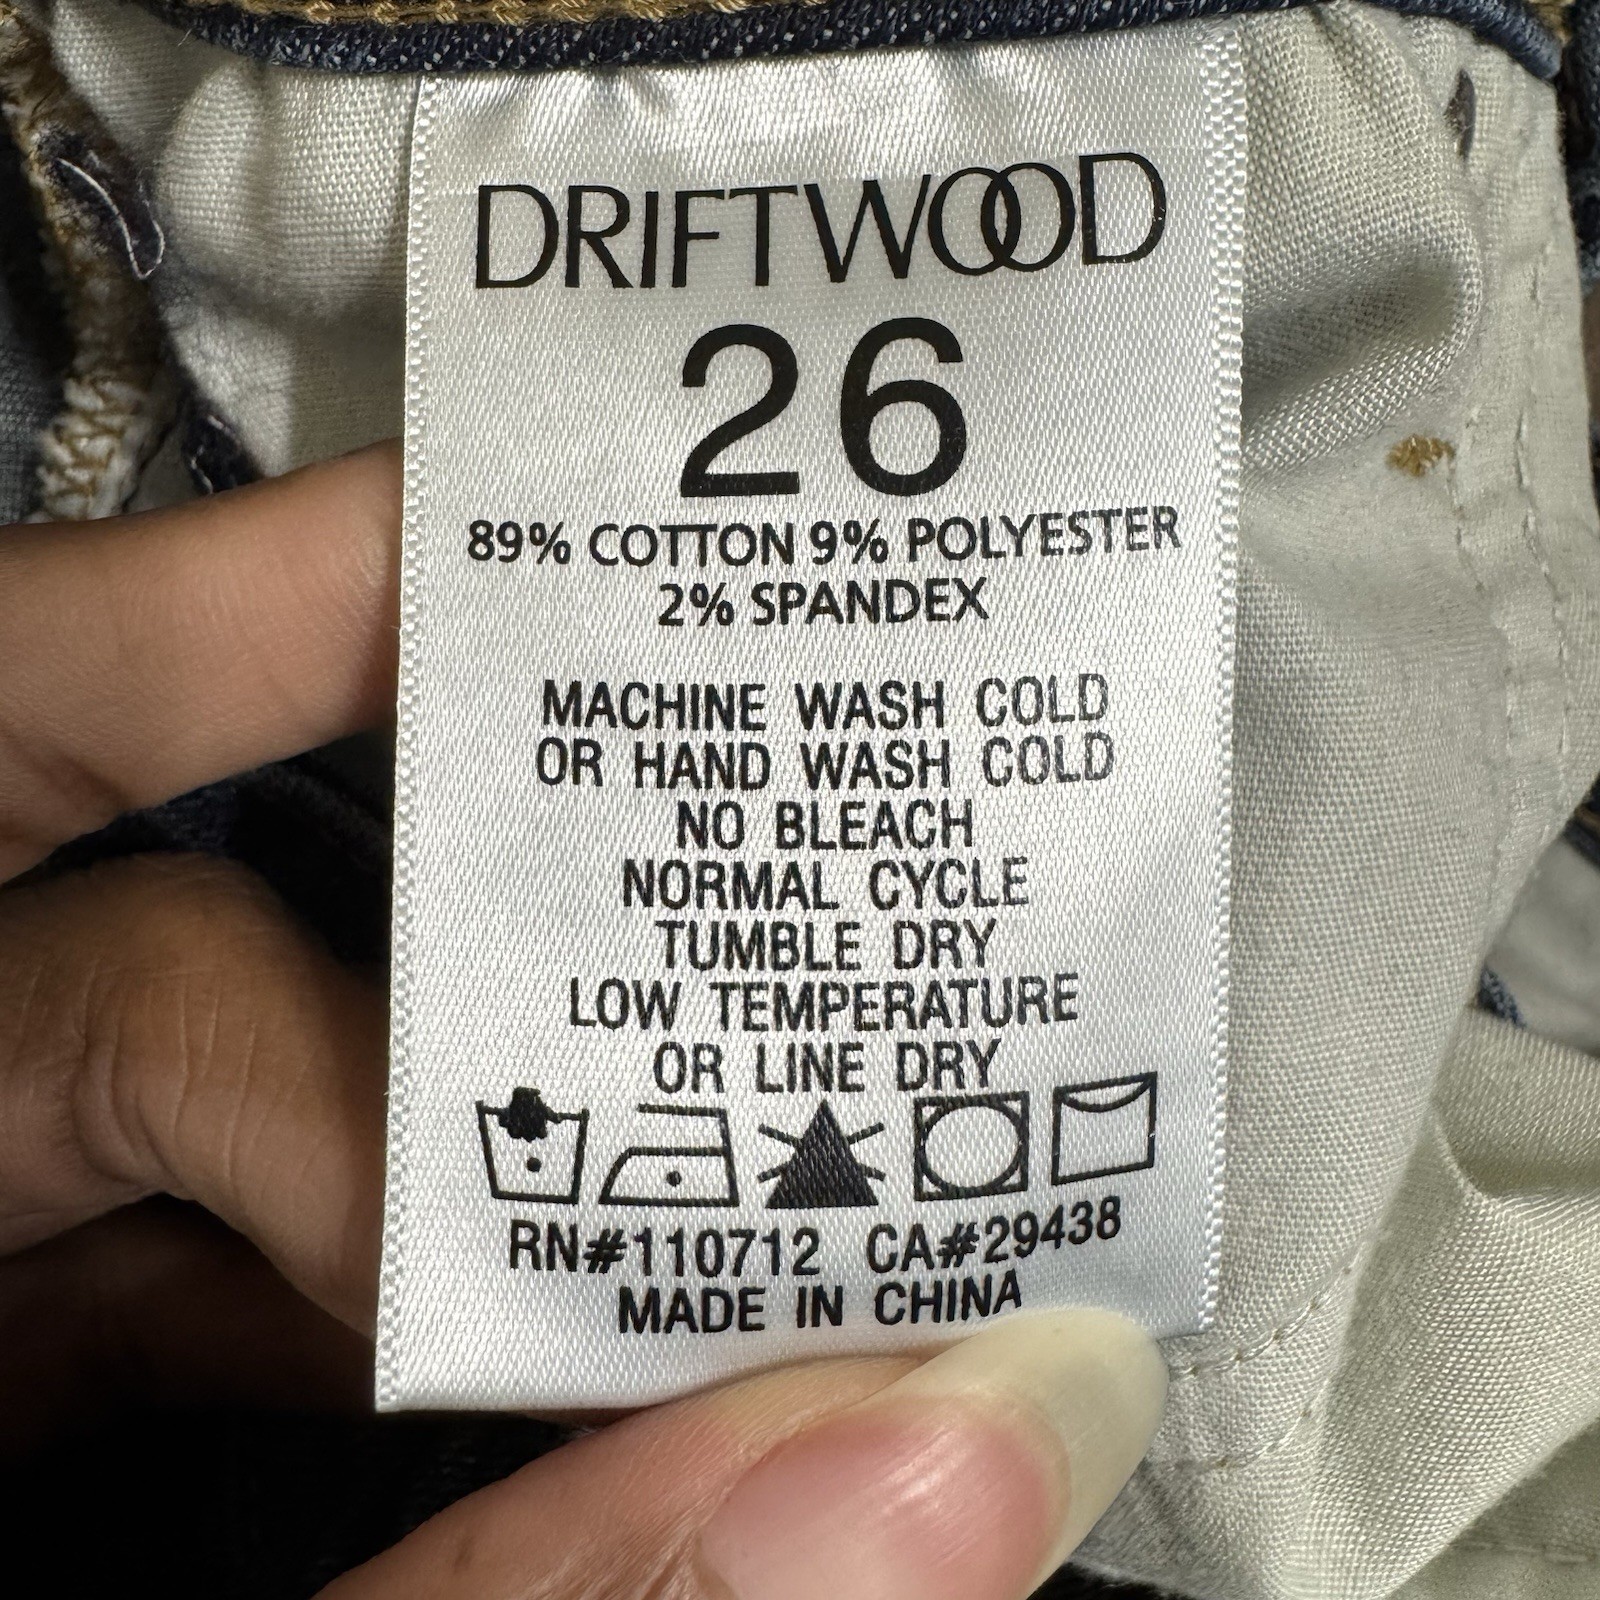 DRIFTWOOD
26
89% COTTON 9% POLYESTER
2% SPANDEX
MACHINE WASH COLD
OR HAND WASH COLD
NO BLEACH
NORMAL CYCLE
TUMBLE DRY
LOW TEMPERATURE
OR LINE DRY
RN#110712 CA#29438
MADE IN CHINA